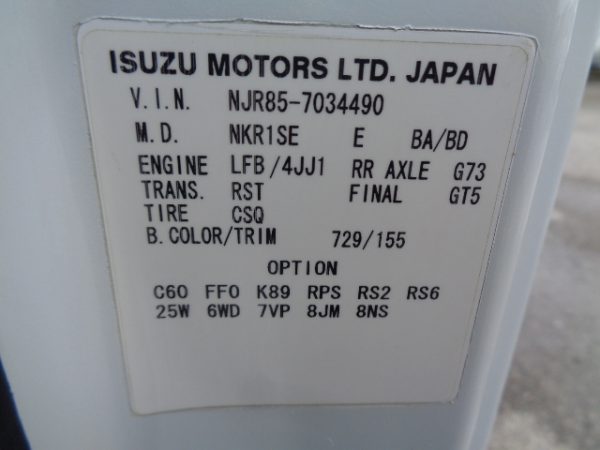 ISUZU MOTORS LTD. JAPAN
V.I.N. NJR85-7034490
M.D. NKR1SE E BA/BD
ENGINE LFB/4JJ1 RR AXLE G73
TRANS. RST FINAL GT5
TIRE CSQ
B.COLOR/TRIM 729/155
OPTION
C60 FF0 K89 RPS RS2 RS6
25W 6WD 7VP 8JM 8NS